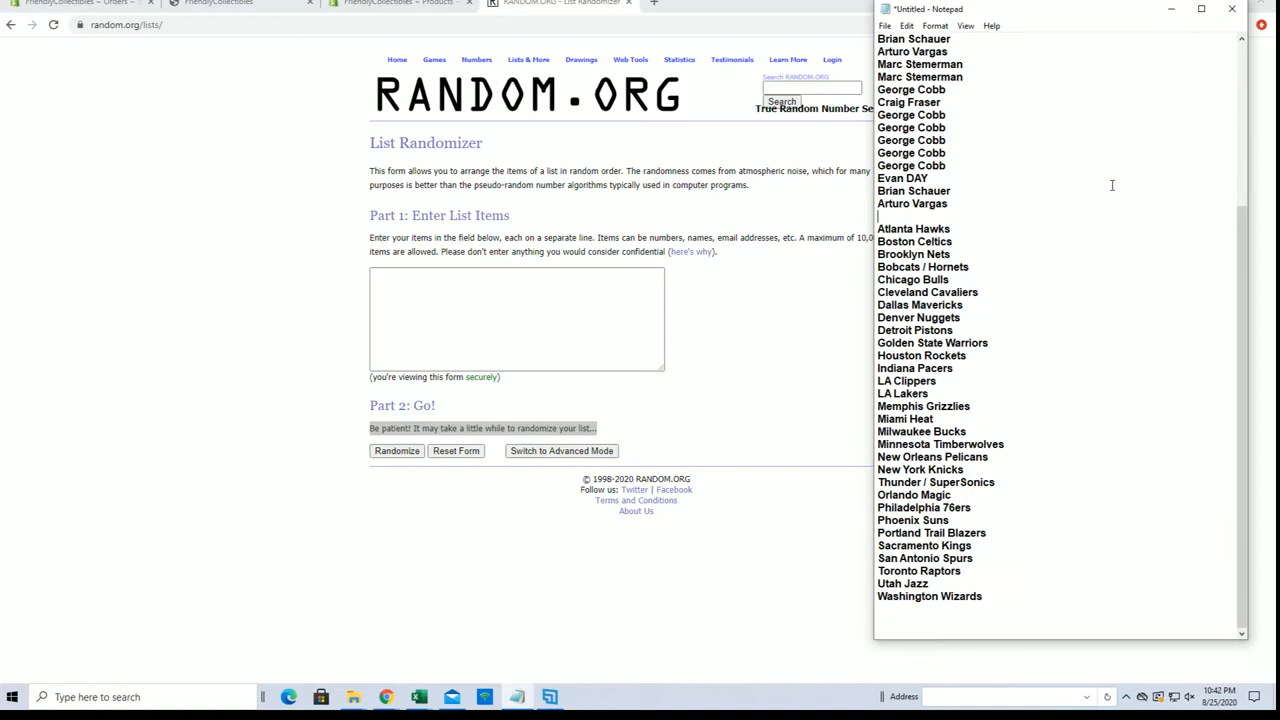 FriendlyCollectibles - Orders -
FriendlyCollectibles
FriendlyCollectibles - Products -
RANDOM.ORG - List Randomizer
random.org/lists/
Home Games Numbers Lists & More Drawings Web Tools Statistics Testimonials Learn More Login
Search RANDOM.ORG
RANDOM.ORG
Search
True Random Number Se
List Randomizer
This form allows you to arrange the items of a list in random order. The randomness comes from atmospheric noise, which for many
purposes is better than the pseudo-random number algorithms typically used in computer programs.
Part 1: Enter List Items
Enter your items in the field below, each on a separate line. Items can be numbers, names, email addresses, etc. A maximum of 10,0
items are allowed. Please don't enter anything you would consider confidential (here's why).
(you're viewing this form securely)
Part 2: Go!
Be patient! It may take a little while to randomize your list...
Randomize Reset Form Switch to Advanced Mode
© 1998-2020 RANDOM.ORG
Follow us: Twitter | Facebook
Terms and Conditions
About Us
*Untitled - Notepad
File Edit Format View Help
Brian Schauer
Arturo Vargas
Marc Stemerman
Marc Stemerman
George Cobb
Craig Fraser
George Cobb
George Cobb
George Cobb
George Cobb
George Cobb
Evan DAY
Brian Schauer
Arturo Vargas
Atlanta Hawks
Boston Celtics
Brooklyn Nets
Bobcats / Hornets
Chicago Bulls
Cleveland Cavaliers
Dallas Mavericks
Denver Nuggets
Detroit Pistons
Golden State Warriors
Houston Rockets
Indiana Pacers
LA Clippers
LA Lakers
Memphis Grizzlies
Miami Heat
Milwaukee Bucks
Minnesota Timberwolves
New Orleans Pelicans
New York Knicks
Thunder / SuperSonics
Orlando Magic
Philadelphia 76ers
Phoenix Suns
Portland Trail Blazers
Sacramento Kings
San Antonio Spurs
Toronto Raptors
Utah Jazz
Washington Wizards
Type here to search
Address
10:42 PM
8/25/2020